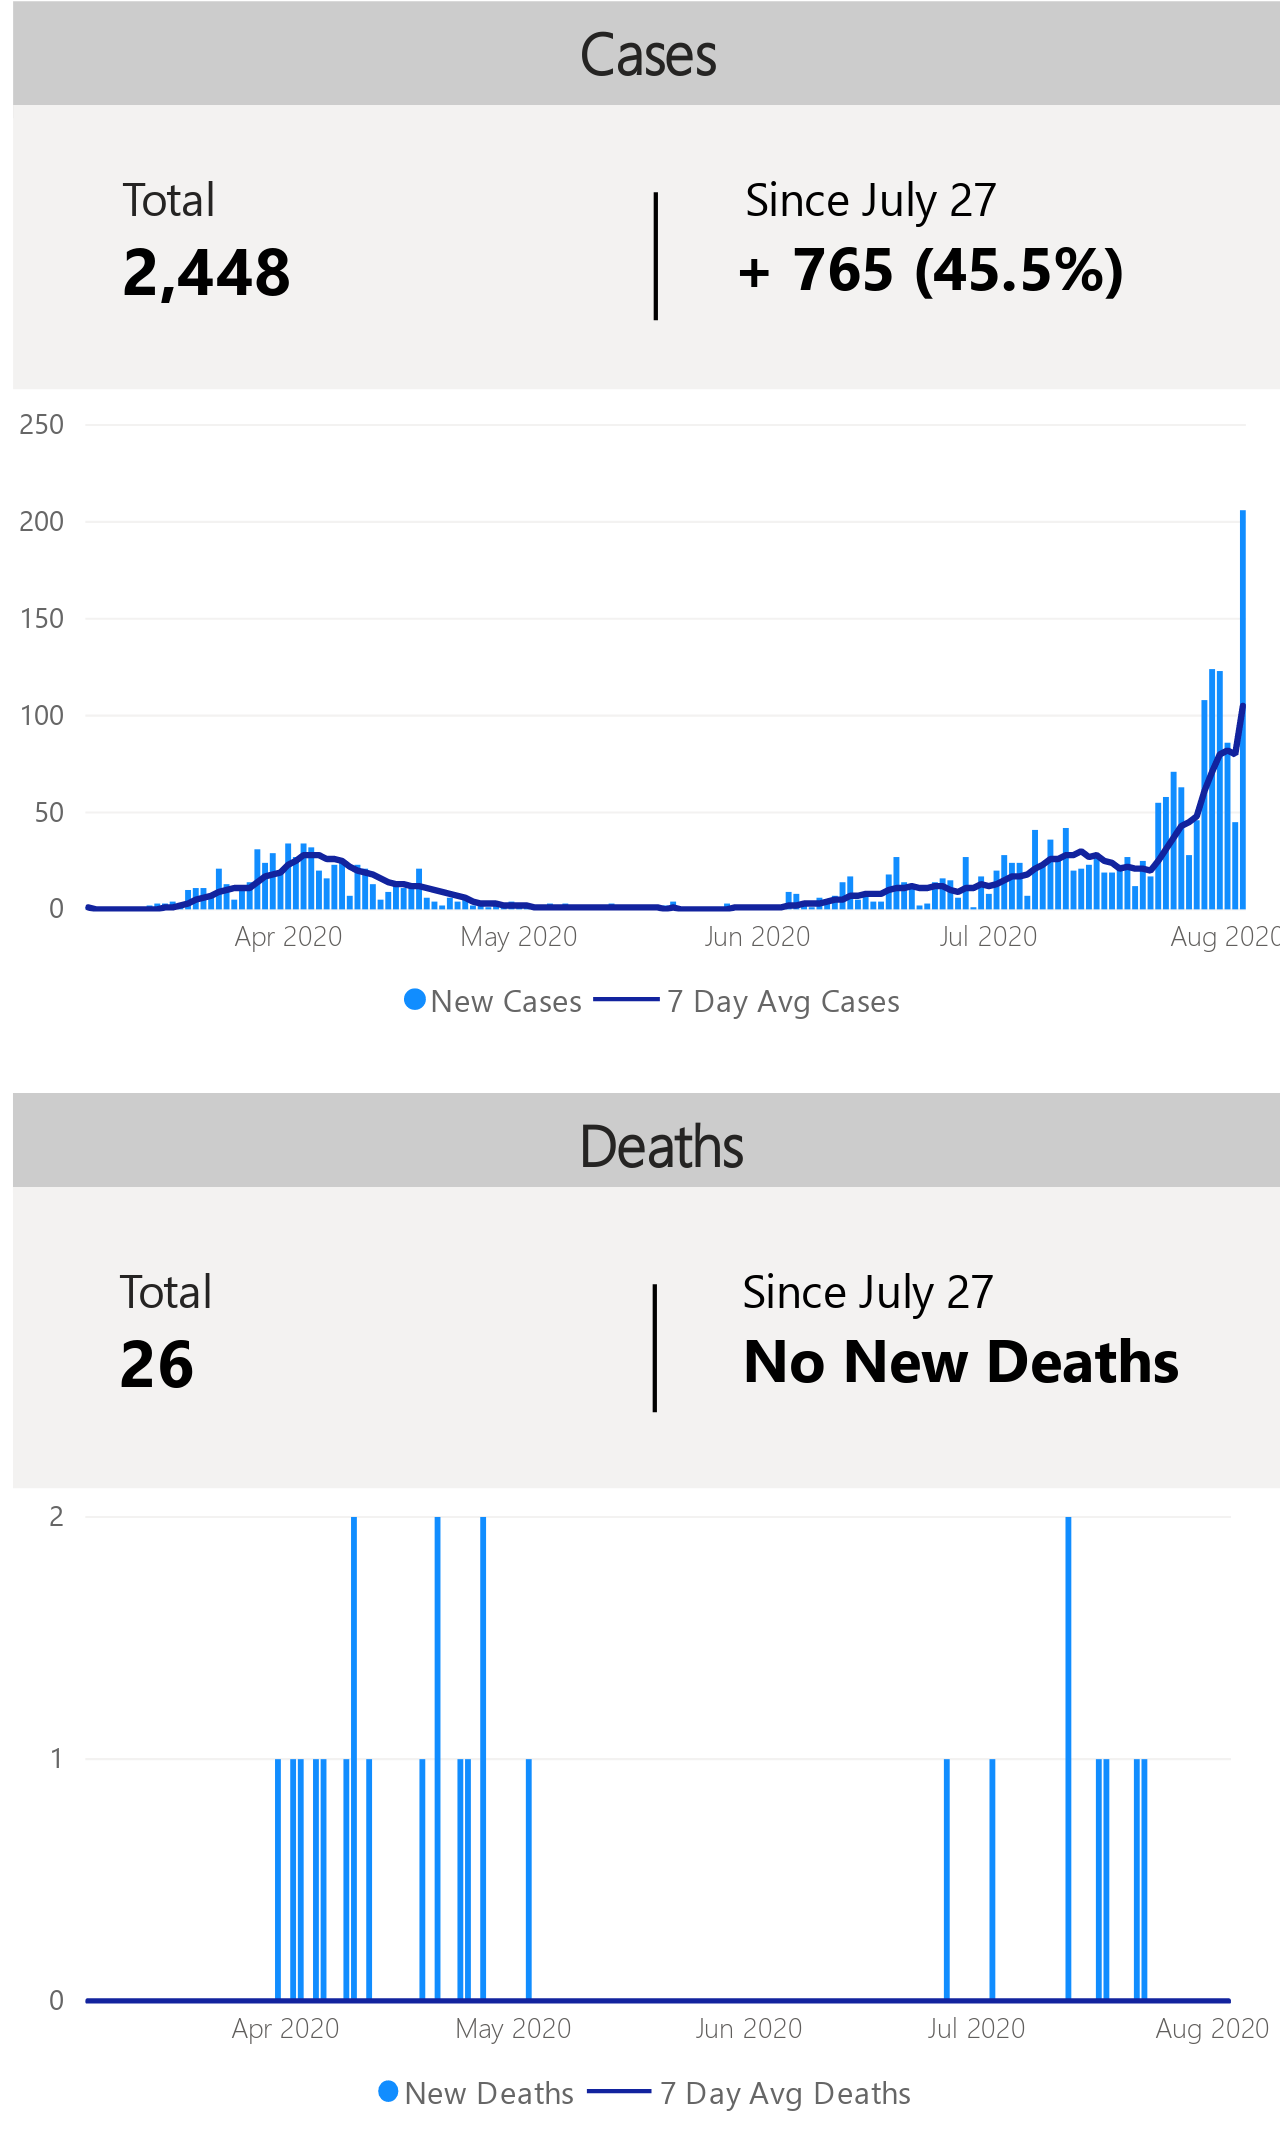 Cases
Total
Since July 27
2,448
+ 765 (45.5%)
250
200
150
100
50
0
Apr 2020
May 2020
Jun 2020
Jul 2020
Aug 2020
New Cases
7 Day Avg Cases
Deaths
Total
Since July 27
26
No New Deaths
2
1
0
Apr 2020
May 2020
Jun 2020
Jul 2020
Aug 2020
New Deaths
7 Day Avg Deaths